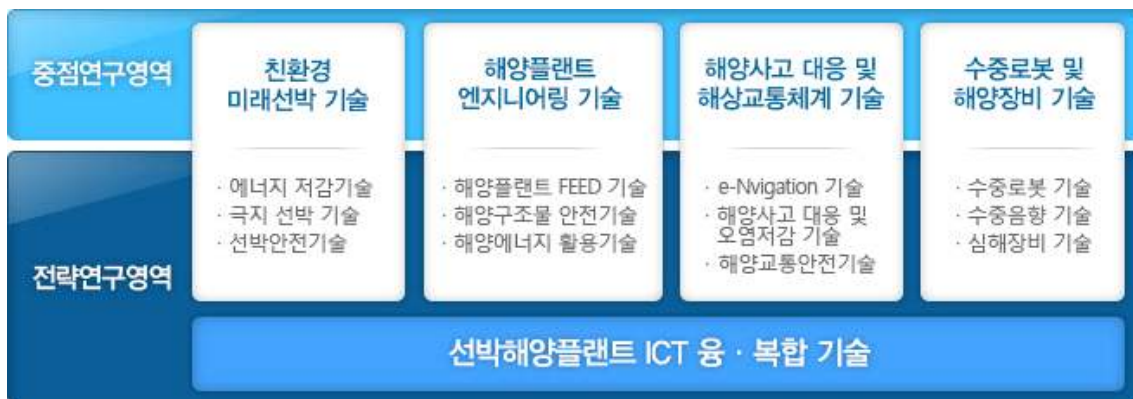 중점연구영역
친환경
미래선박 기술
해양플랜트
엔지니어링 기술
해양사고 대응 및
해상교통체계 기술
수중로봇 및
해양장비 기술
전략연구영역
· 에너지 저감기술
· 극지 선박 기술
· 선박안전기술
· 해양플랜트 FEED 기술
· 해양구조물 안전기술
· 해양에너지 활용기술
· e-Nvigation 기술
· 해양사고 대응 및
오염저감 기술
· 해양교통안전기술
· 수중로봇 기술
· 수중음향 기술
· 심해장비 기술
선박해양플랜트 ICT 융 · 복합 기술